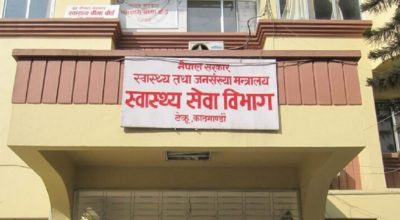 स्वास्थ्य बीमा बोर्ड
नेपाल सरकार
स्वास्थ्य तथा जनसंख्या मन्त्रालय
स्वास्थ्य सेवा विभाग
टेकू, काठमाण्डौ